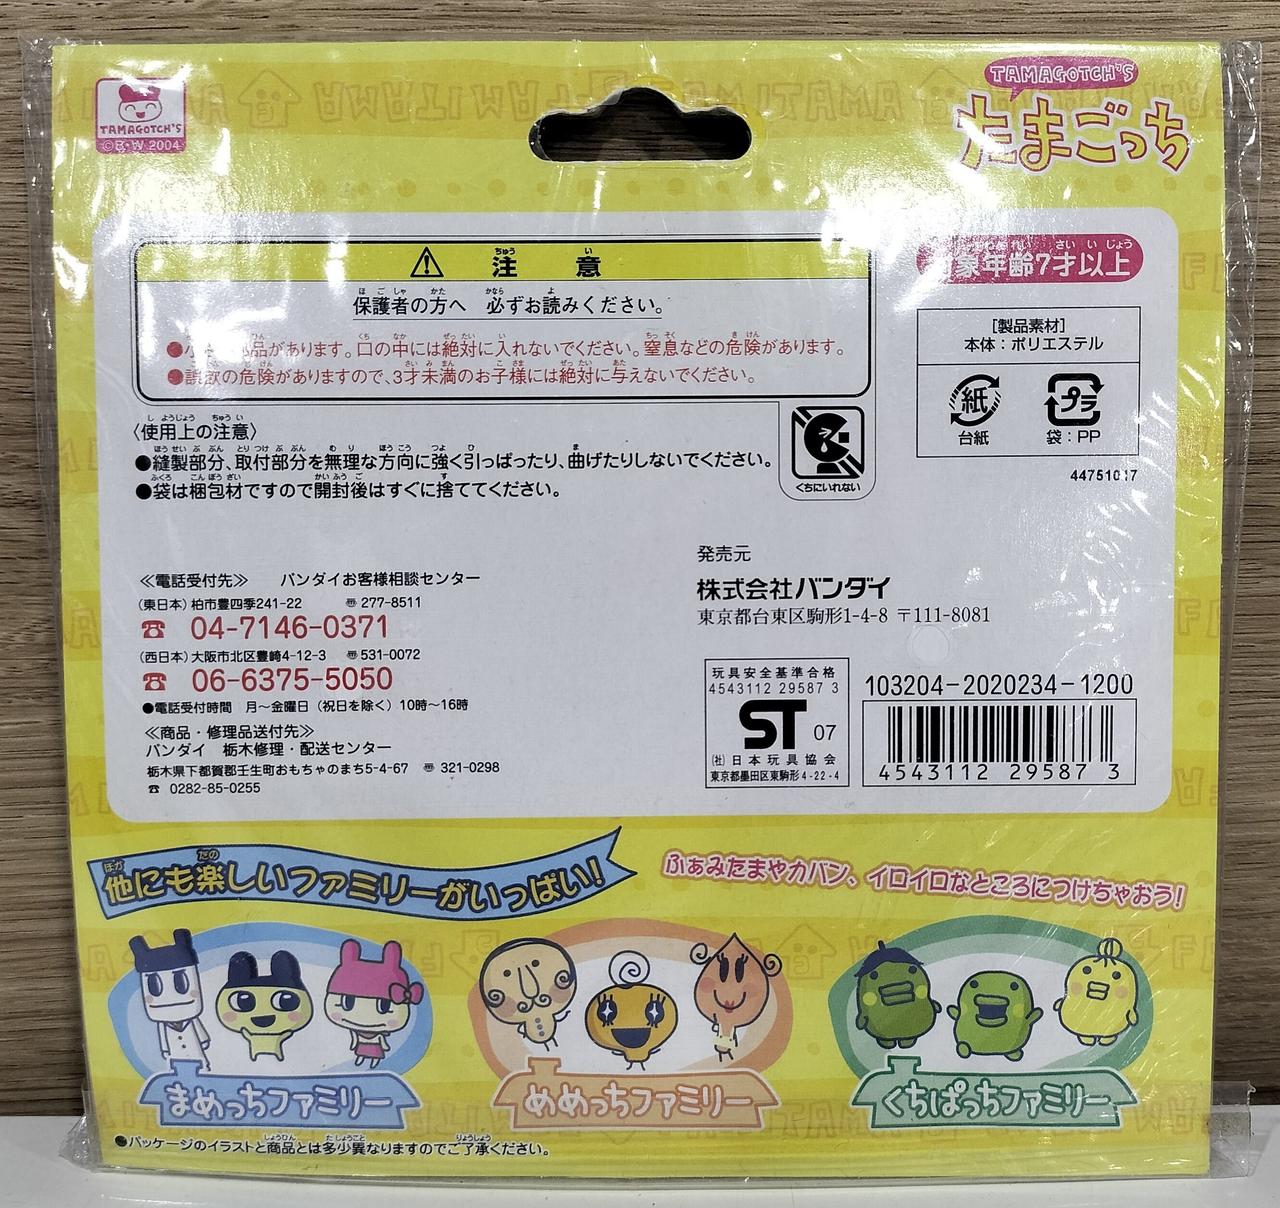 TAMAGOTCH'S
©B・W 2004
TAMAGOTCH'S
たまごっち
注意
保護者の方へ 必ずお読みください。
品があります。口の中には絶対に入れないでください。窒息などの危険があります。
●誤飲の危険がありますので、3才未満のお子様には絶対に与えないでください。
象年齢7才以上
[製品素材]
本体：ポリエステル
紙
プラ
台紙
袋：PP
〈使用上の注意〉
●縫製部分、取付部分を無理な方向に強く引っぱったり、曲げたりしないでください。
●袋は梱包材ですので開封後はすぐに捨ててください。
くちにいれない
44751017
≪電話受付先≫ バンダイお客様相談センター
(東日本) 柏市豊四季241-22 〠277-8511
☎ 04-7146-0371
(西日本) 大阪市北区豊崎4-12-3 〠531-0072
☎ 06-6375-5050
●電話受付時間 月〜金曜日（祝日を除く）10時〜16時
≪商品・修理品送付先≫
バンダイ 栃木修理・配送センター
栃木県下都賀郡壬生町おもちゃのまち5-4-67 〠321-0298
☎ 0282-85-0255
発売元
株式会社バンダイ
東京都台東区駒形1-4-8 〒111-8081
玩具安全基準合格
4543112 29587 3
ST 07
(社)日本玩具協会
東京都墨田区東駒形4-22-4
103204-2020234-1200
4543112 295873
他にも楽しいファミリーがいっぱい!
ふぁみたまやカバン、イロイロなところにつけちゃおう!
まめっちファミリー
めめっちファミリー
くちぱっちファミリー
●パッケージのイラストと商品とは多少異なりますのでご了承ください。